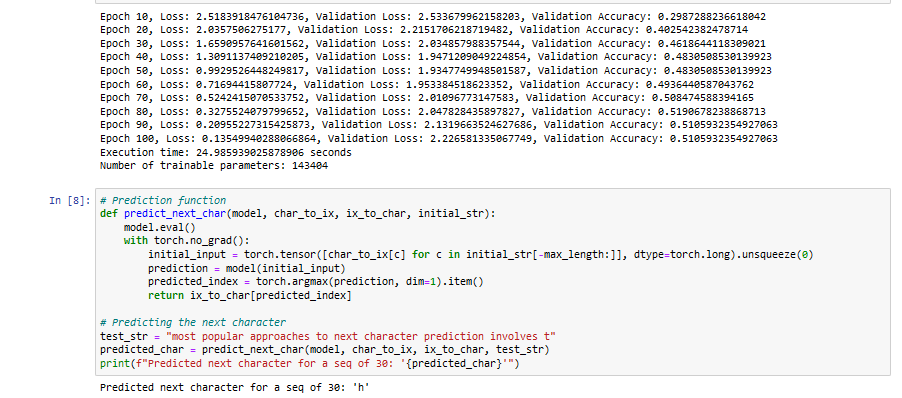 Epoch 10, Loss: 2.5183918476104736, Validation Loss: 2.533679962158203, Validation Accuracy: 0.2987288236618042
Epoch 20, Loss: 2.0357506275177, Validation Loss: 2.2151706218719482, Validation Accuracy: 0.402542382478714
Epoch 30, Loss: 1.6590957641601562, Validation Loss: 2.034857988357544, Validation Accuracy: 0.4618644118309021
Epoch 40, Loss: 1.3091137409210205, Validation Loss: 1.9471209049224854, Validation Accuracy: 0.4830508530139923
Epoch 50, Loss: 0.9929526448249817, Validation Loss: 1.9347749948501587, Validation Accuracy: 0.4830508530139923
Epoch 60, Loss: 0.71694415807724, Validation Loss: 1.953384518623352, Validation Accuracy: 0.4936440587043762
Epoch 70, Loss: 0.5242415070533752, Validation Loss: 2.01096773147583, Validation Accuracy: 0.508474588394165
Epoch 80, Loss: 0.3275524079799652, Validation Loss: 2.047828435897827, Validation Accuracy: 0.5190678238868713
Epoch 90, Loss: 0.20955227315425873, Validation Loss: 2.1319663524627686, Validation Accuracy: 0.5105932354927063
Epoch 100, Loss: 0.13549940288066864, Validation Loss: 2.226581335067749, Validation Accuracy: 0.5105932354927063
Execution time: 24.985939025878906 seconds
Number of trainable parameters: 143404
In [8]: # Prediction function
def predict_next_char(model, char_to_ix, ix_to_char, initial_str):
    model.eval()
    with torch.no_grad():
        initial_input = torch.tensor([char_to_ix[c] for c in initial_str[-max_length:]], dtype=torch.long).unsqueeze(0)
        prediction = model(initial_input)
        predicted_index = torch.argmax(prediction, dim=1).item()
        return ix_to_char[predicted_index]
# Predicting the next character
test_str = "most popular approaches to next character prediction involves t"
predicted_char = predict_next_char(model, char_to_ix, ix_to_char, test_str)
print(f"Predicted next character for a seq of 30: '{predicted_char}'")
Predicted next character for a seq of 30: 'h'